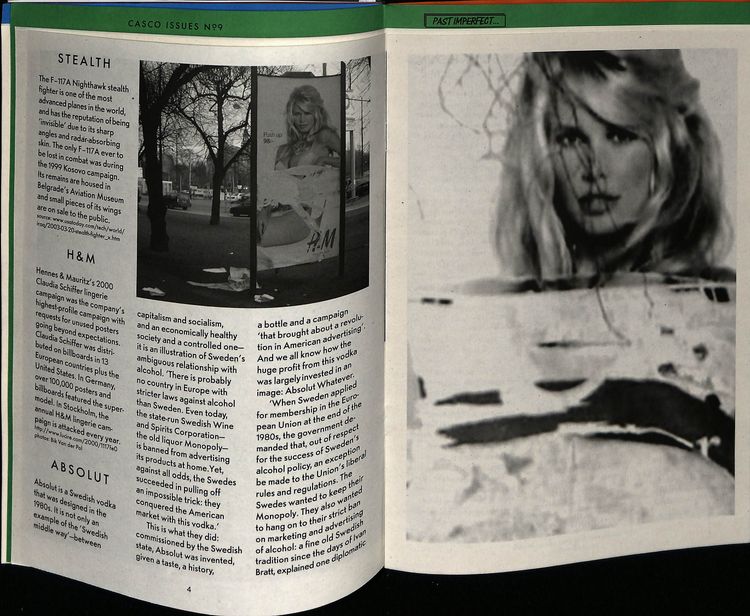 CASCO ISSUES Nº9
STEALTH
The F-117A Nighthawk stealth
fighter is one of the most
advanced planes in the world,
and has the reputation of being
'invisible' due to its sharp
angles and radar-absorbing
skin. The only F-117A ever to
be lost in combat was during
the 1999 Kosovo campaign.
Its remains are housed in
Belgrade's Aviation Museum
and small pieces of its wings
are on sale to the public.
source: www.usatoday.com/tech/world/
iraq/2003-03-20-stealth-fighter_x.htm
H&M
Hennes & Mauritz's 2000
Claudia Schiffer lingerie
campaign was the company's
highest-profile campaign with
requests for unused posters
going beyond expectations.
Claudia Schiffer was distri-
buted on billboards in 13
European countries plus the
United States. In Germany,
over 100,000 posters and
billboards featured the super-
model. In Stockholm, the
annual H&M lingerie cam-
paign is attacked every year.
photos: Bik Van der Pol
ABSOLUT
Absolut is a Swedish vodka
that was designed in the
1980s. It is not only an
example of the 'Swedish
middle way'—between
Push up
98:-
H&M
capitalism and socialism,
and an economically healthy
society and a controlled one—
it is an illustration of Sweden's
ambiguous relationship with
alcohol. 'There is probably
no country in Europe with
stricter laws against alcohol
than Sweden. Even today,
the state-run Swedish Wine
and Spirits Corporation—
the old liquor Monopoly—
is banned from advertising
its products at home. Yet,
against all odds, the Swedes
succeeded in pulling off
an impossible trick: they
conquered the American
market with this vodka.'
This is what they did:
commissioned by the Swedish
state, Absolut was invented,
given a taste, a history,
a bottle and a campaign
'that brought about a revolu-
tion in American advertising'.
And we all know how the
huge profit from this vodka
was largely invested in an
image: Absolut Whatever.
'When Sweden applied
for membership in the Euro-
pean Union at the end of the
1980s, the government de-
manded that, out of respect
for the success of Sweden's
alcohol policy, an exception
be made to the Union's liberal
rules and regulations. The
Swedes wanted to keep their
Monopoly. They also wanted
to hang on to their strict ban
on marketing and advertising
of alcohol: a fine old Swedish
tradition since the days of Ivan
Bratt, explained one diplomatic
4
PAST IMPERFECT...